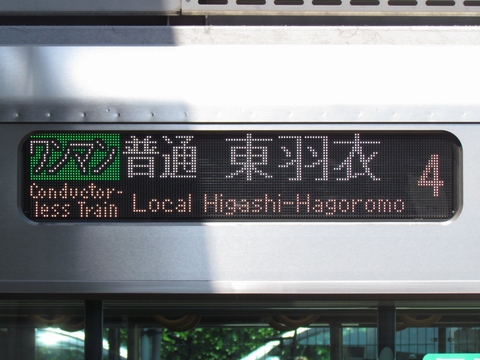 ワンマン 普通 東羽衣 4
Conductor-
less Train Local Higashi-Hagoromo